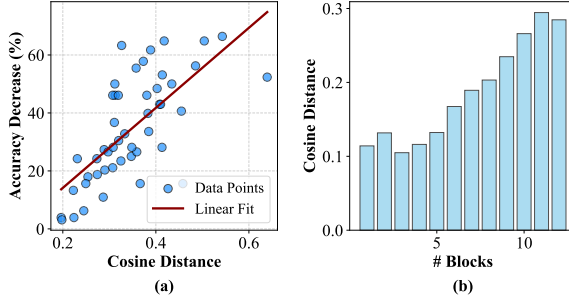 Accuracy Decrease (%)
60
40
20
0
0.2
0.4
0.6
Data Points
Linear Fit
Cosine Distance
(a)
Cosine Distance
0.3
0.2
0.1
0.0
5
10
# Blocks
(b)